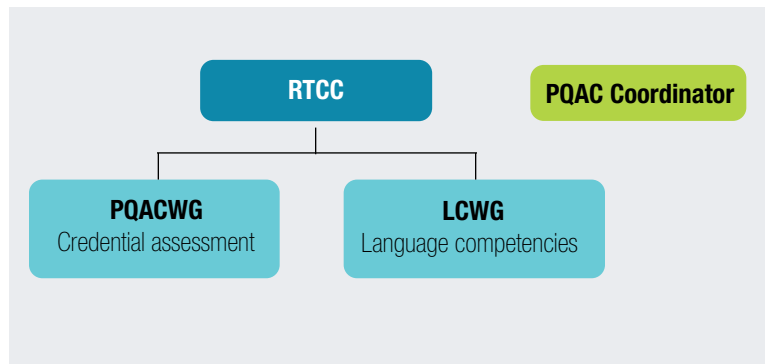 RTCC
PQAC Coordinator
PQACWG
Credential assessment
LCWG
Language competencies